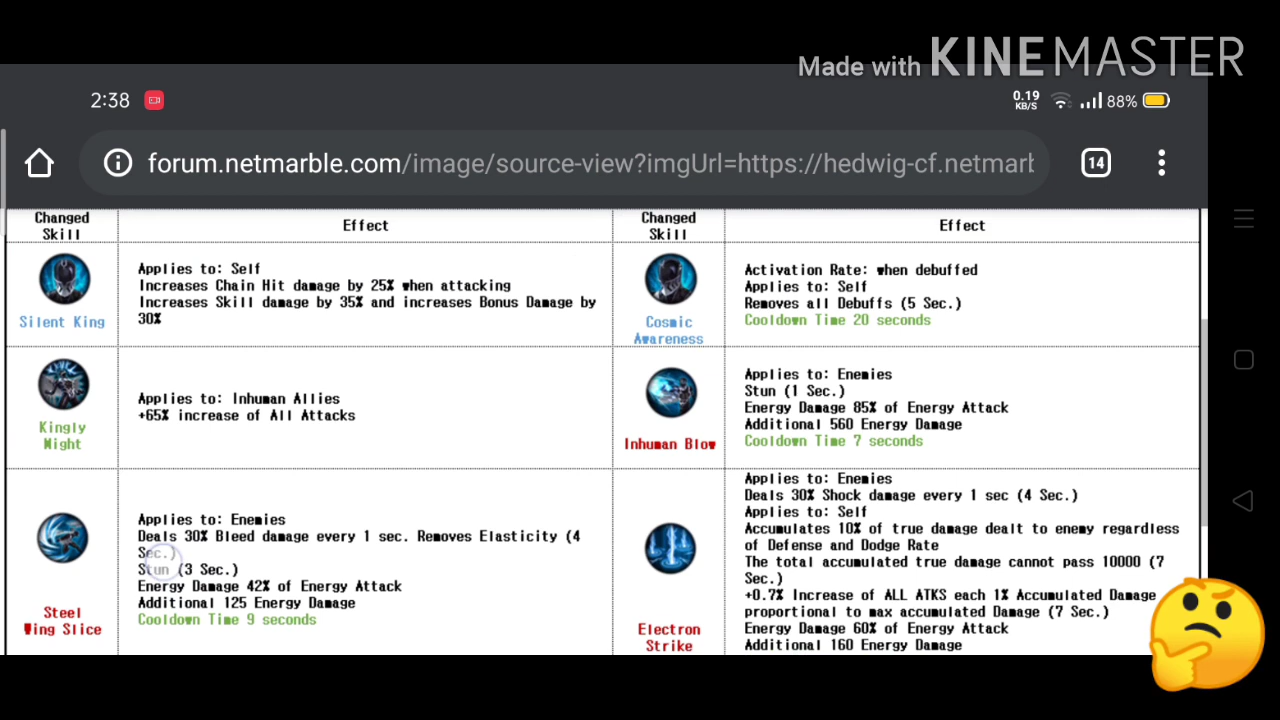 Made with KINEMASTER
2:38
0.19
KB/S
88%
forum.netmarble.com/image/source-view?imgUrl=https://hedwig-cf.netmarb
14
Changed
Skill
Effect
Changed
Skill
Effect
Silent King
Applies to: Self
Increases Chain Hit damage by 25% when attacking
Increases Skill damage by 35% and increases Bonus Damage by
30%
Cosmic
Awareness
Activation Rate: when debuffed
Applies to: Self
Removes all Debuffs (5 Sec.)
Cooldown Time 20 seconds
Kingly
Might
Applies to: Inhuman Allies
+65% increase of All Attacks
Inhuman Blow
Applies to: Enemies
Stun (1 Sec.)
Energy Damage 85% of Energy Attack
Additional 560 Energy Damage
Cooldown Time 7 seconds
Steel
Wing Slice
Applies to: Enemies
Deals 30% Bleed damage every 1 sec. Removes Elasticity (4
Sec.)
Stun (3 Sec.)
Energy Damage 42% of Energy Attack
Additional 125 Energy Damage
Cooldown Time 9 seconds
Electron
Strike
Applies to: Enemies
Deals 30% Shock damage every 1 sec (4 Sec.)
Applies to: Self
Accumulates 10% of true damage dealt to enemy regardless
of Defense and Dodge Rate
The total accumulated true damage cannot pass 10000 (7
Sec.)
+0.7% Increase of ALL ATKS each 1% Accumulated Damage
proportional to max accumulated Damage (7 Sec.)
Energy Damage 60% of Energy Attack
Additional 160 Energy Damage